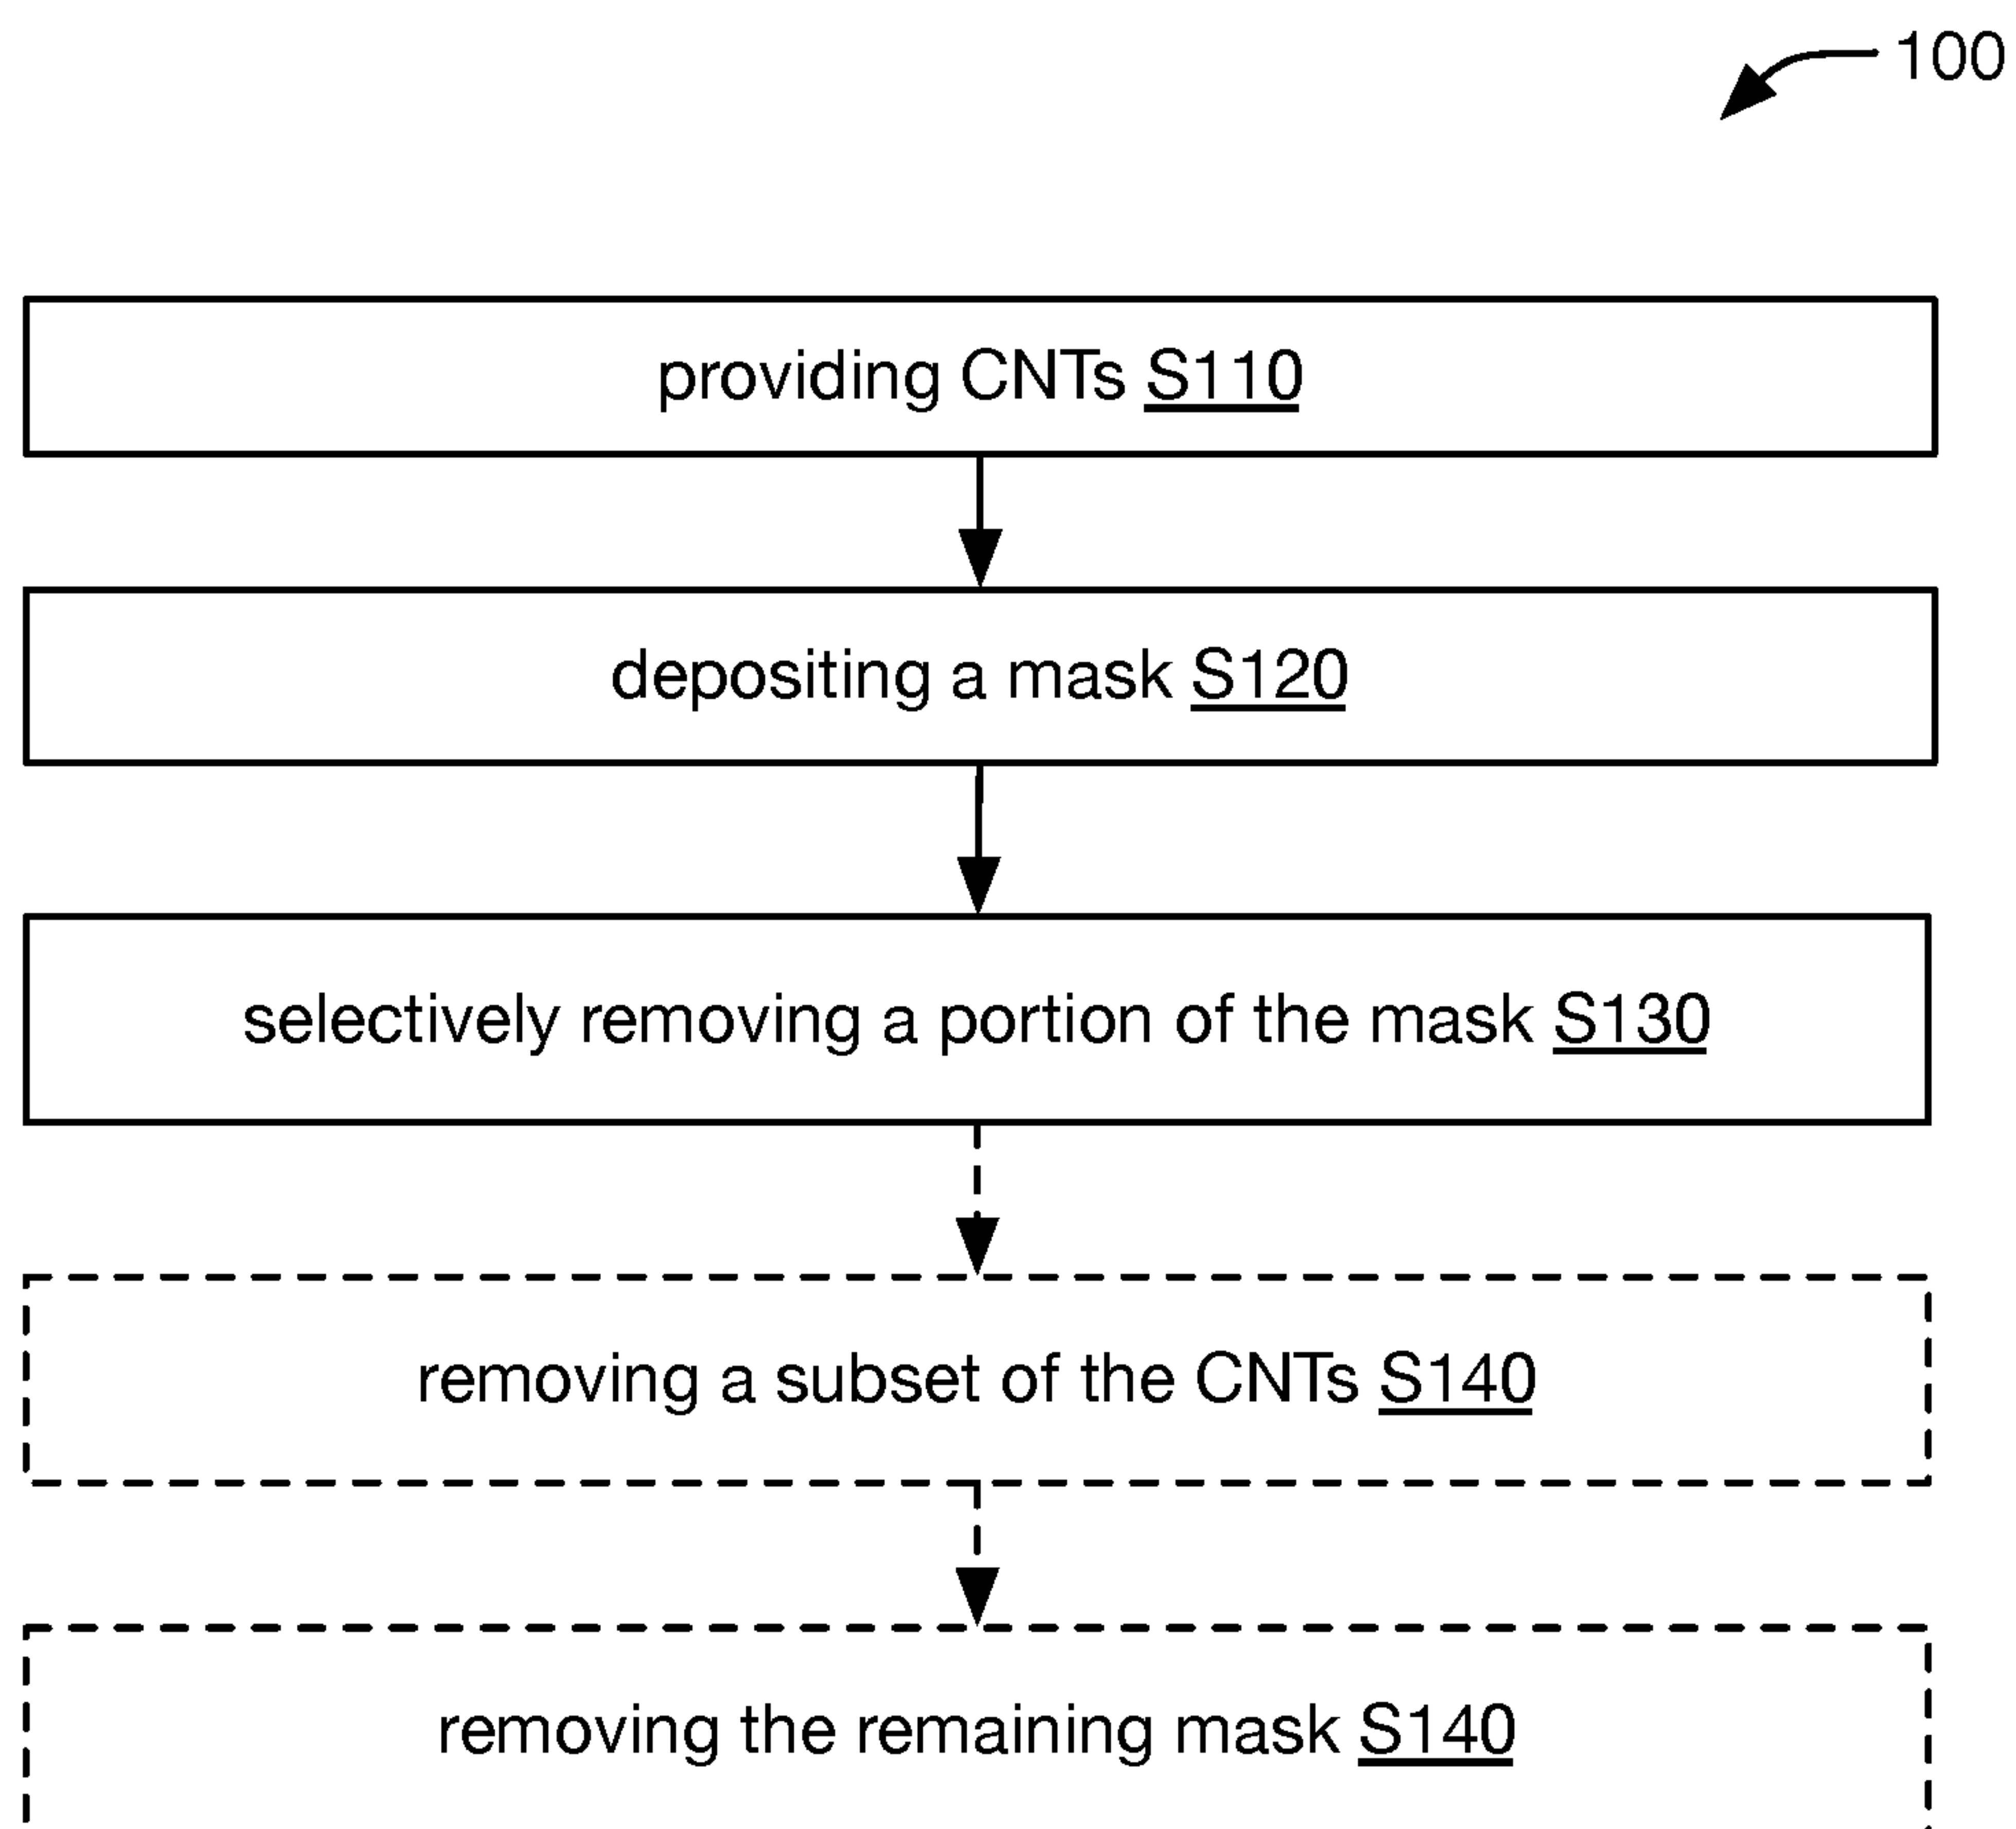 100
providing CNTs S110
depositing a mask S120
selectively removing a portion of the mask S130
removing a subset of the CNTs S140
removing the remaining mask S140